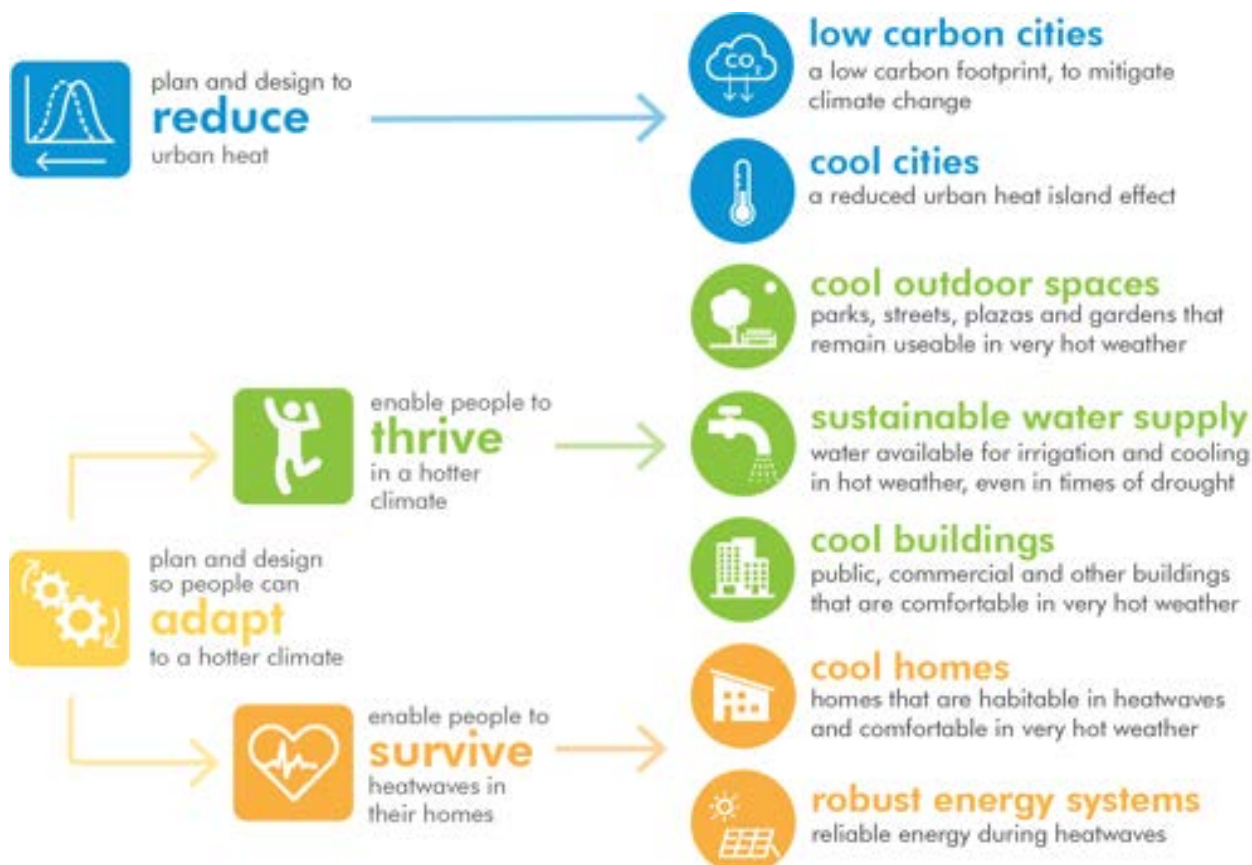 plan and design to
reduce
urban heat
CO2
low carbon cities
a low carbon footprint, to mitigate
climate change
cool cities
a reduced urban heat island effect
cool outdoor spaces
parks, streets, plazas and gardens that
remain useable in very hot weather
enable people to
thrive
in a hotter
climate
sustainable water supply
water available for irrigation and cooling
in hot weather, even in times of drought
cool buildings
public, commercial and other buildings
that are comfortable in very hot weather
plan and design
so people can
adapt
to a hotter climate
enable people to
survive
heatwaves in
their homes
cool homes
homes that are habitable in heatwaves
and comfortable in very hot weather
robust energy systems
reliable energy during heatwaves